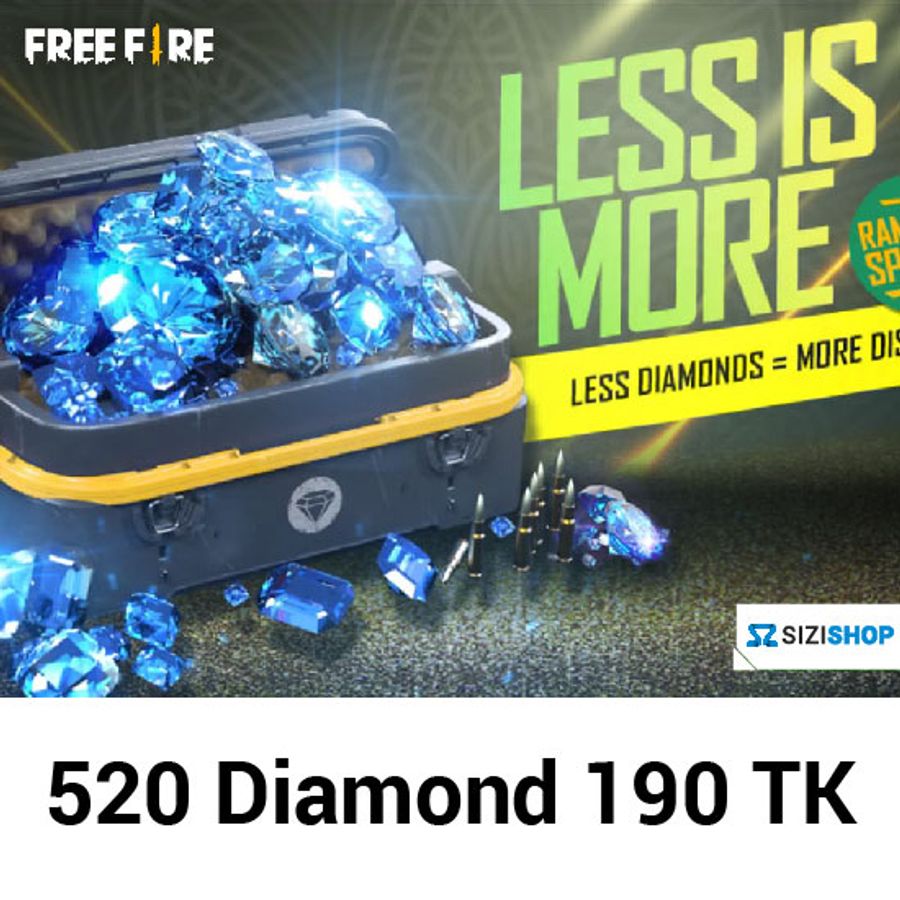 FREE FIRE
LESS IS
MORE
LESS DIAMONDS = MORE
SIZISHOP
520 Diamond 190 TK